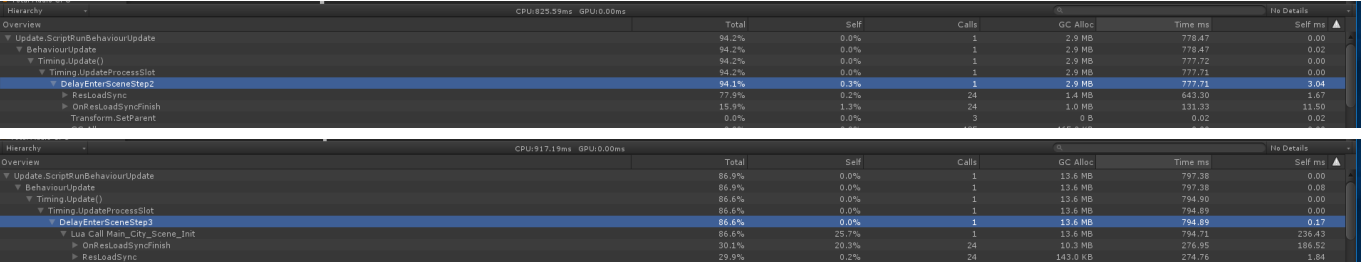 Hierarchy CPU:825.59ms GPU:0.00ms No Details
Overview Total Self Calls GC Alloc Time ms Self ms
Update.ScriptRunBehaviourUpdate 94.2% 0.0% 1 2.9 MB 778.47 0.00
BehaviourUpdate 94.2% 0.0% 1 2.9 MB 778.47 0.02
Timing.Update() 94.2% 0.0% 1 2.9 MB 777.72 0.00
Timing.UpdateProcessSlot 94.2% 0.0% 1 2.9 MB 777.71 0.00
DelayEnterSceneStep2 94.1% 0.3% 1 2.9 MB 777.71 3.04
ResLoadSync 77.9% 0.2% 24 1.4 MB 643.30 1.67
OnResLoadSyncFinish 15.9% 1.3% 24 1.0 MB 131.33 11.50
Transform.SetParent 0.0% 0.0% 3 0 B 0.02 0.02
Hierarchy CPU:917.19ms GPU:0.00ms No Details
Overview Total Self Calls GC Alloc Time ms Self ms
Update.ScriptRunBehaviourUpdate 86.9% 0.0% 1 13.6 MB 797.38 0.00
BehaviourUpdate 86.9% 0.0% 1 13.6 MB 797.38 0.08
Timing.Update() 86.6% 0.0% 1 13.6 MB 794.90 0.00
Timing.UpdateProcessSlot 86.6% 0.0% 1 13.6 MB 794.89 0.00
DelayEnterSceneStep3 86.6% 0.0% 1 13.6 MB 794.89 0.17
Lua Call Main_City_Scene_Init 86.6% 25.7% 1 13.6 MB 794.71 236.43
OnResLoadSyncFinish 30.1% 20.3% 24 10.3 MB 276.95 186.52
ResLoadSync 29.9% 0.2% 24 143.0 KB 274.76 1.84